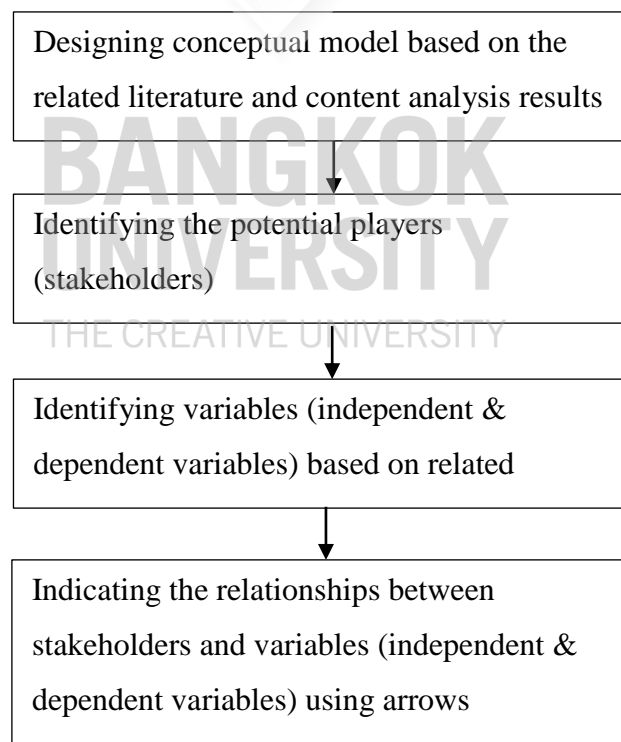 Designing conceptual model based on the
related literature and content analysis results
BANGKOK
UNIVERSITY
THE CREATIVE UNIVERSITY
Identifying the potential players
(stakeholders)
Identifying variables (independent &
dependent variables) based on related
Indicating the relationships between
stakeholders and variables (independent &
dependent variables) using arrows